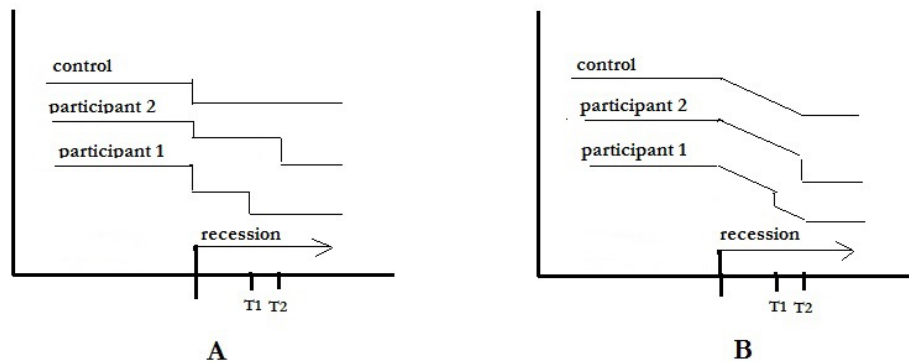 control
participant 2
participant 1
recession
T1 T2
A
control
participant 2
participant 1
recession
T1 T2
B